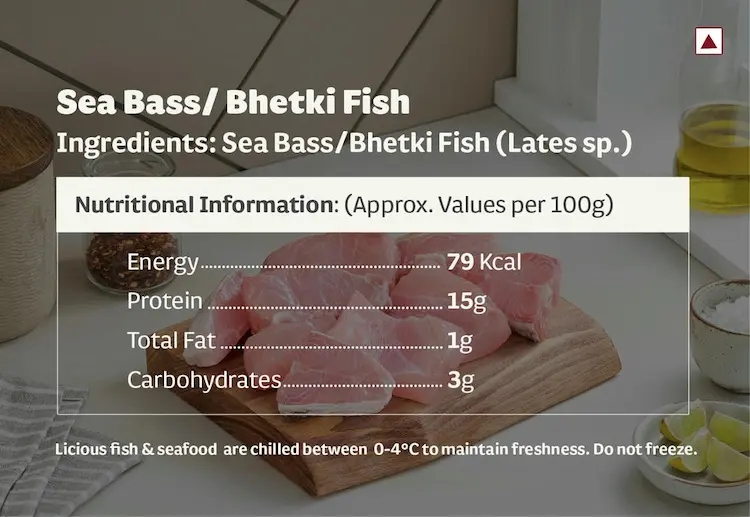 Sea Bass/ Bhetki Fish
Ingredients: Sea Bass/Bhetki Fish (Lates sp.)
Nutritional Information: (Approx. Values per 100g)
Energy........................................................ 79 Kcal
Protein ...................................................... 15g
Total Fat ................................................... 1g
Carbohydrates..................................... 3g
Licious fish & seafood are chilled between 0-4°C to maintain freshness. Do not freeze.